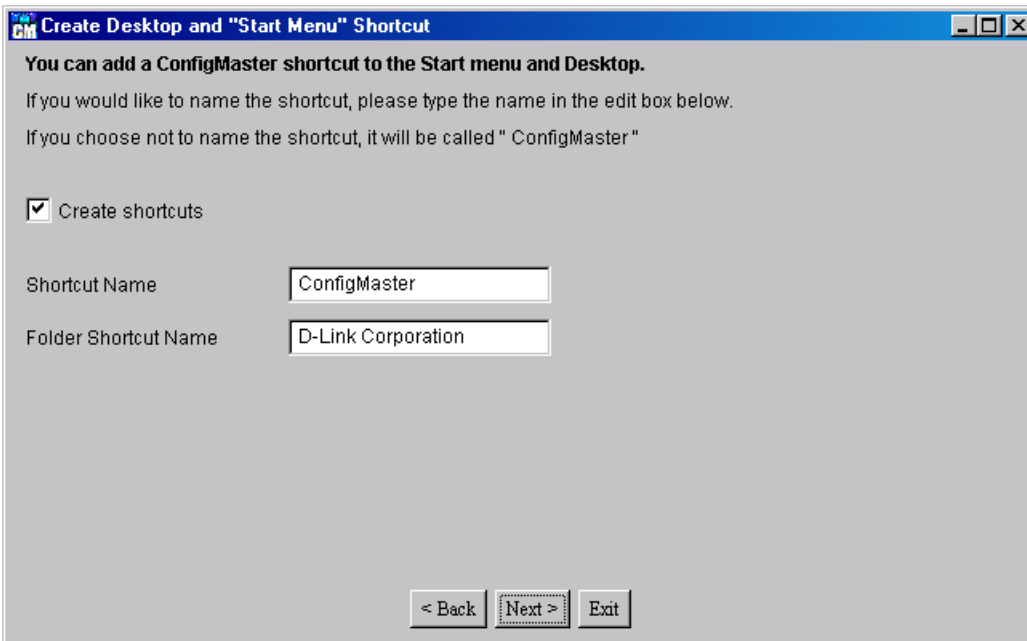 CM Create Desktop and "Start Menu" Shortcut
You can add a ConfigMaster shortcut to the Start menu and Desktop.
If you would like to name the shortcut, please type the name in the edit box below.
If you choose not to name the shortcut, it will be called " ConfigMaster "
Create shortcuts
Shortcut Name ConfigMaster
Folder Shortcut Name D-Link Corporation
< Back Next > Exit